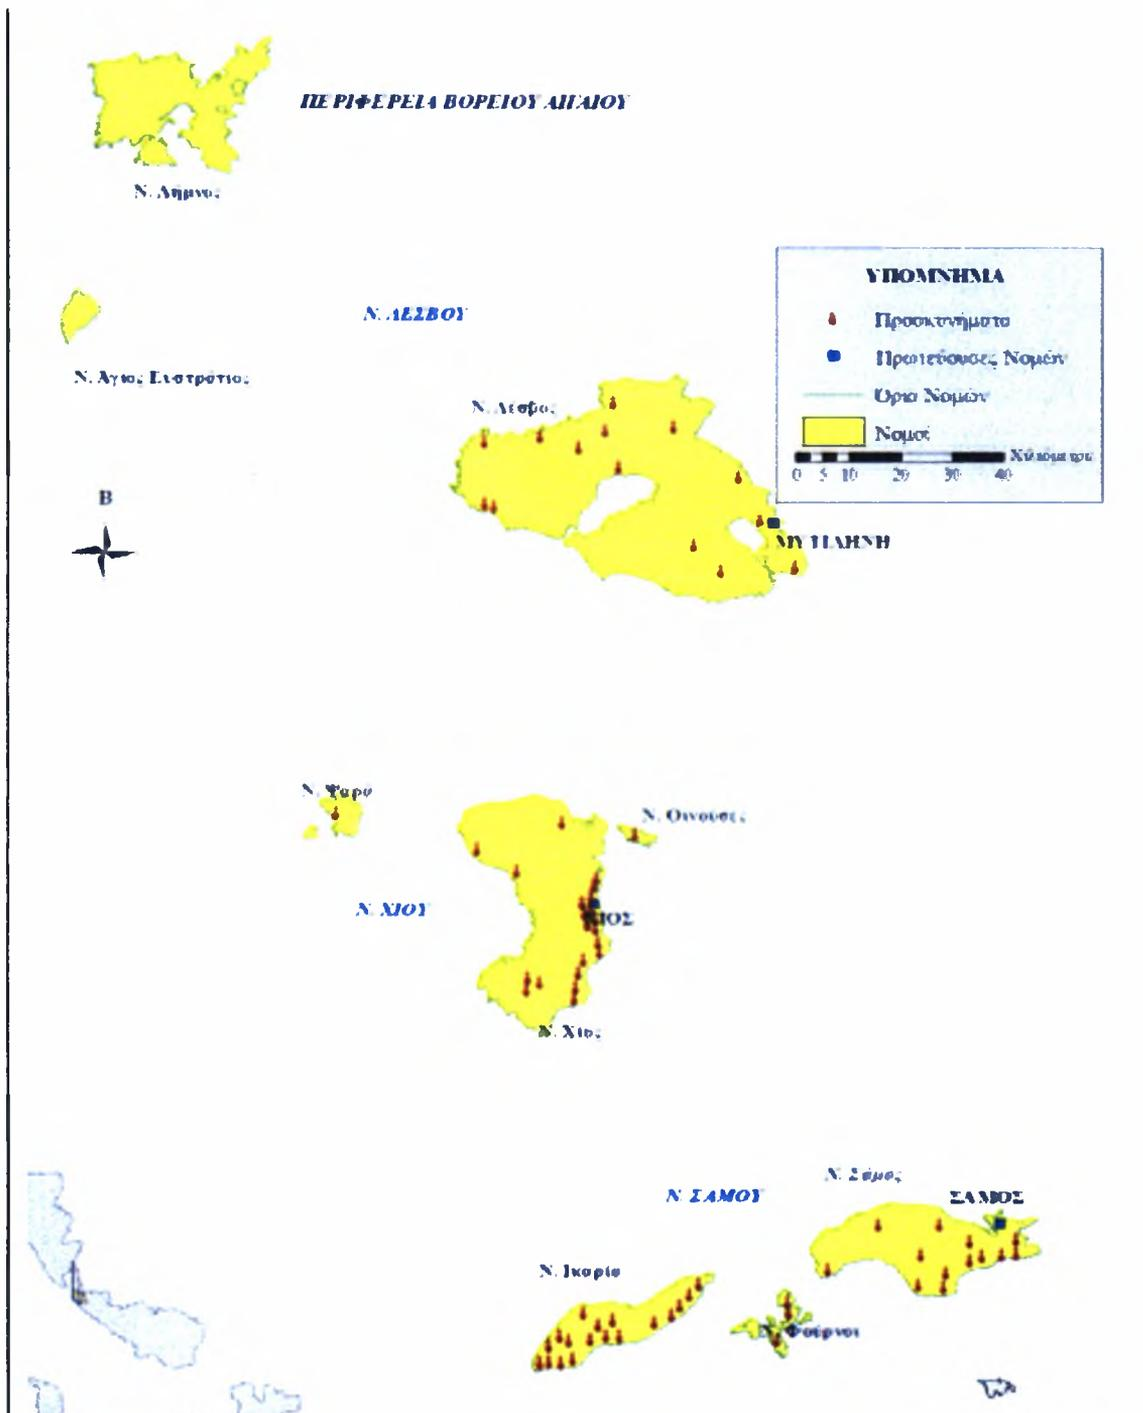 ΠΕΡΙΦΕΡΕΙΑ ΒΟΡΕΙΟΥ ΑΙΓΑΙΟΥ
Ν. Λήμνος
Ν. ΛΕΣΒΟΥ
Ν. Άγιος Ευστράτιος
ΥΠΟΜΝΗΜΑ
Προσκυνήματα
Πρωτεύουσες Νομών
Όρια Νομών
Νομοί
Χιλιόμετρα
0 5 10 20 30 40
Ν. Λέσβος
Β
ΜΥΤΙΛΗΝΗ
Ν. Ψαρά
Ν. Οινούσες
Ν. ΧΙΟΥ
ΧΙΟΣ
Ν. Χίος
Ν. Σάμος
Ν. ΣΑΜΟΥ
ΣΑΜΟΣ
Ν. Ικαρία
Ν. Φούρνοι